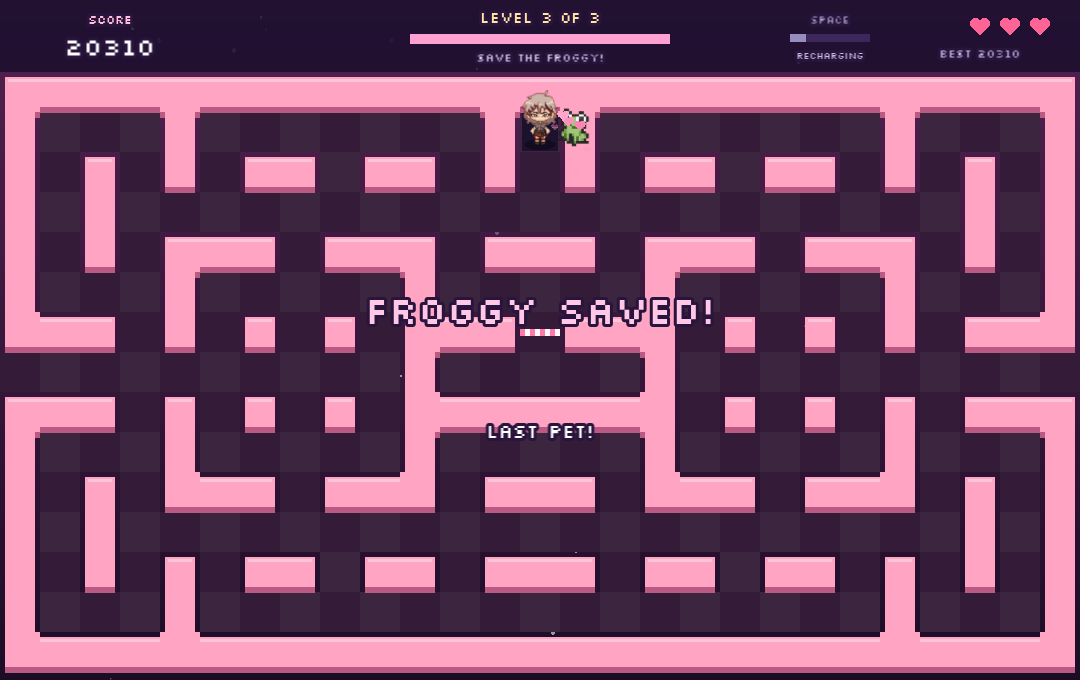 SCORE
20310
LEVEL 3 OF 3
SAVE THE FROGGY!
SPACE
RECHARGING
BEST 20310
FROGGY SAVED!
LAST PET!